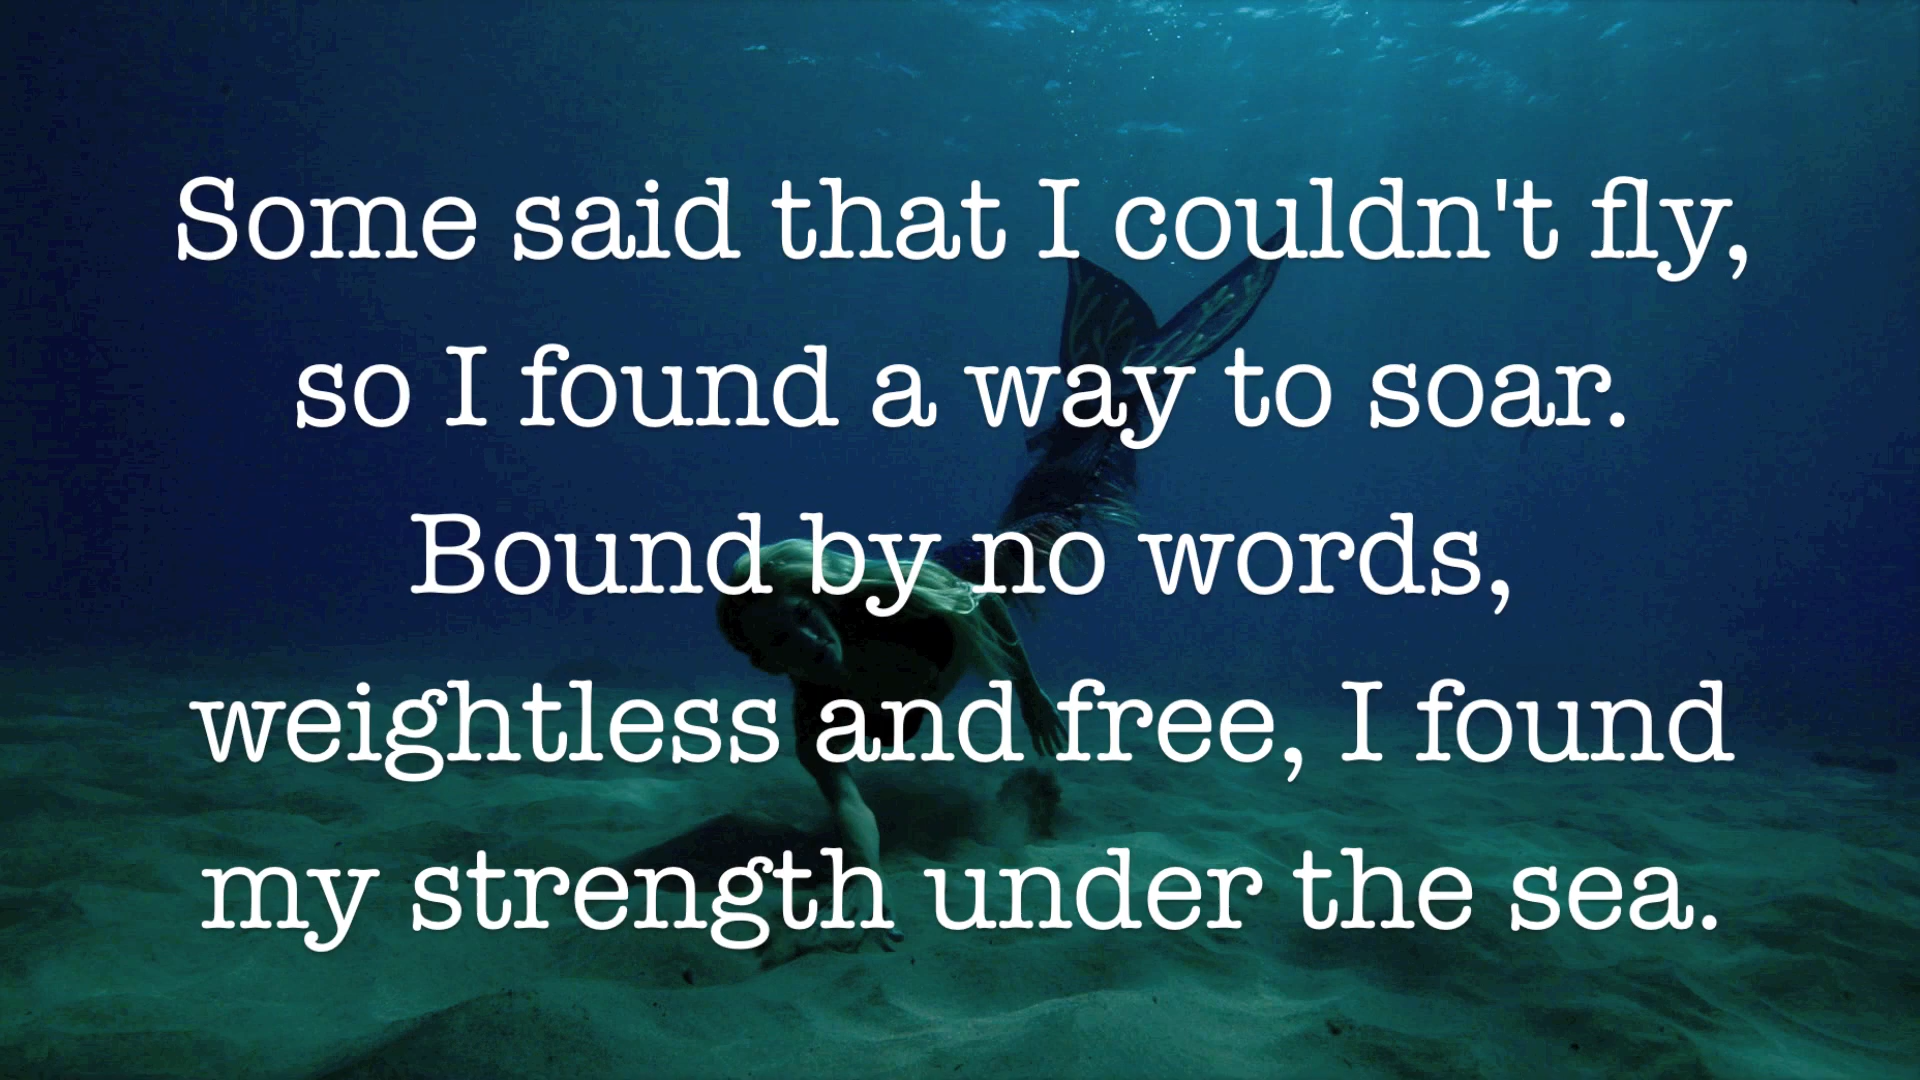 Some said that I couldn't fly,
so I found a way to soar.
Bound by no words,
weightless and free, I found
my strength under the sea.